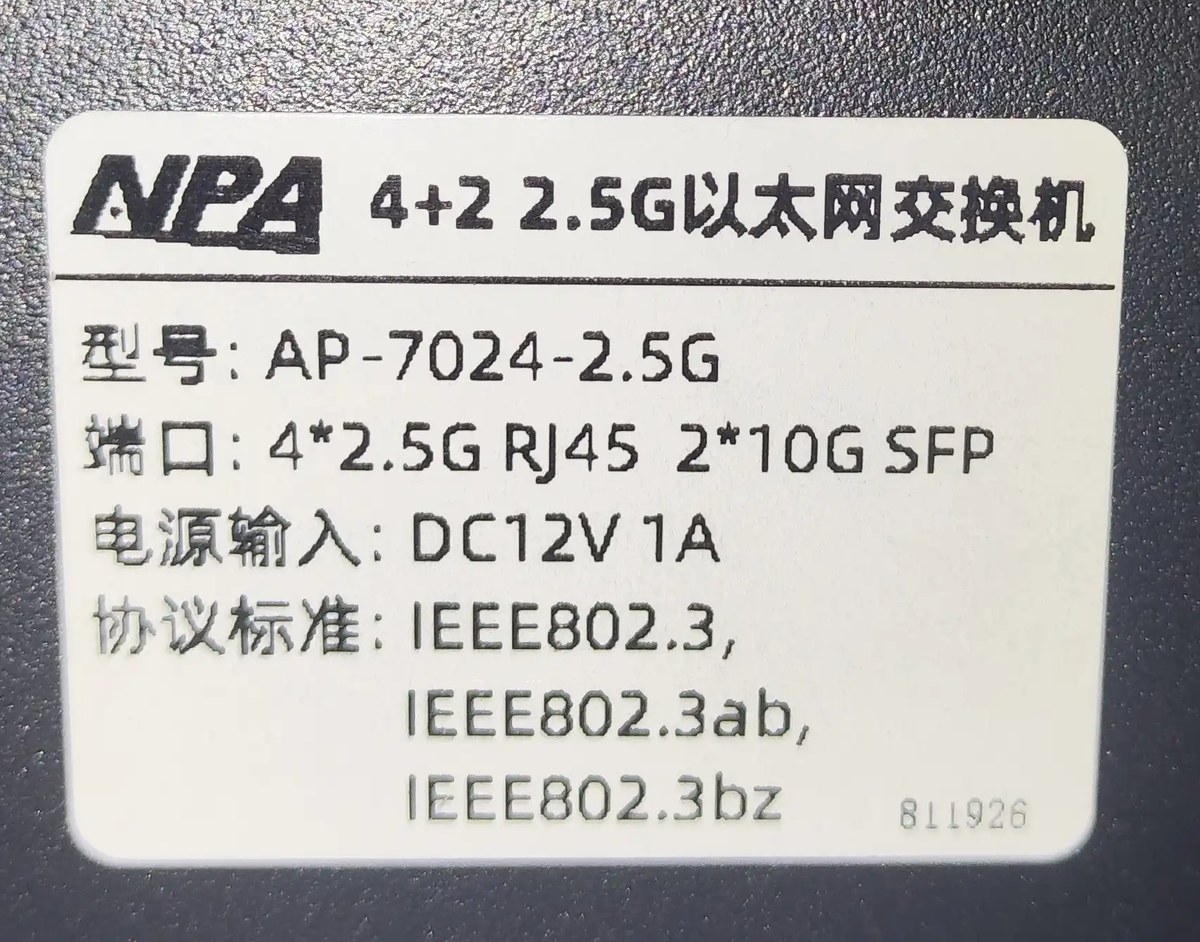 NPA 4+2 2.5G以太网交换机
型号: AP-7024-2.5G
端口: 4*2.5G RJ45 2*10G SFP
电源输入: DC12V 1A
协议标准: IEEE802.3,
IEEE802.3ab,
IEEE802.3bz
811926